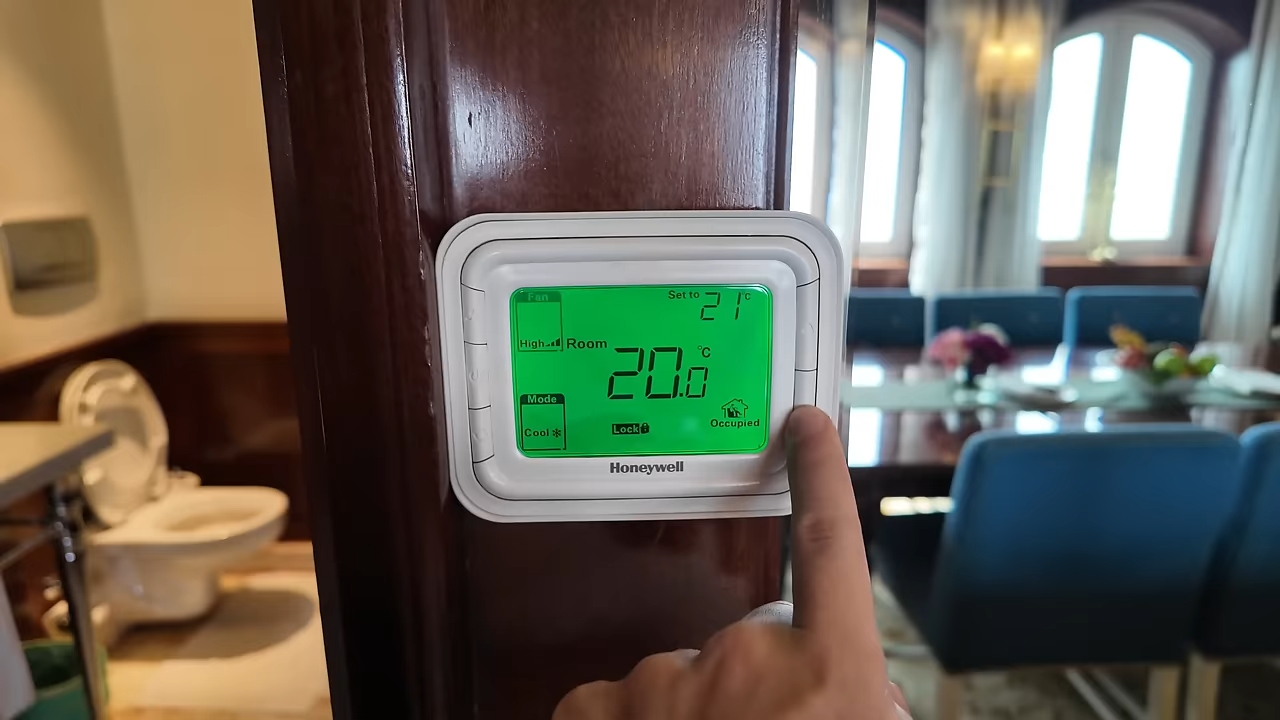 Fan
Set to 21°C
High
Room
20.0 °C
Mode
Cool
Lock
Occupied
Honeywell